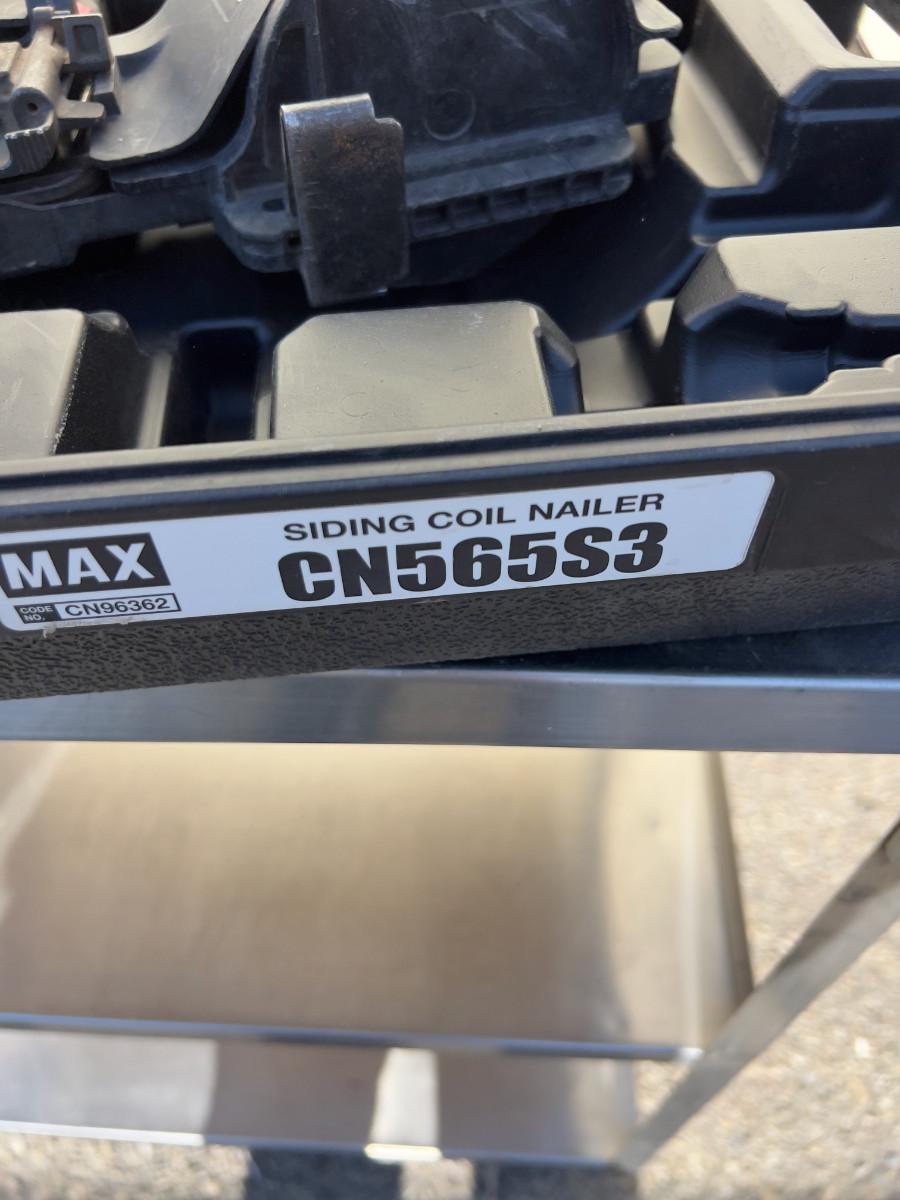 SIDING COIL NAILER
MAX
CN565S3
CODE NO. CN96362